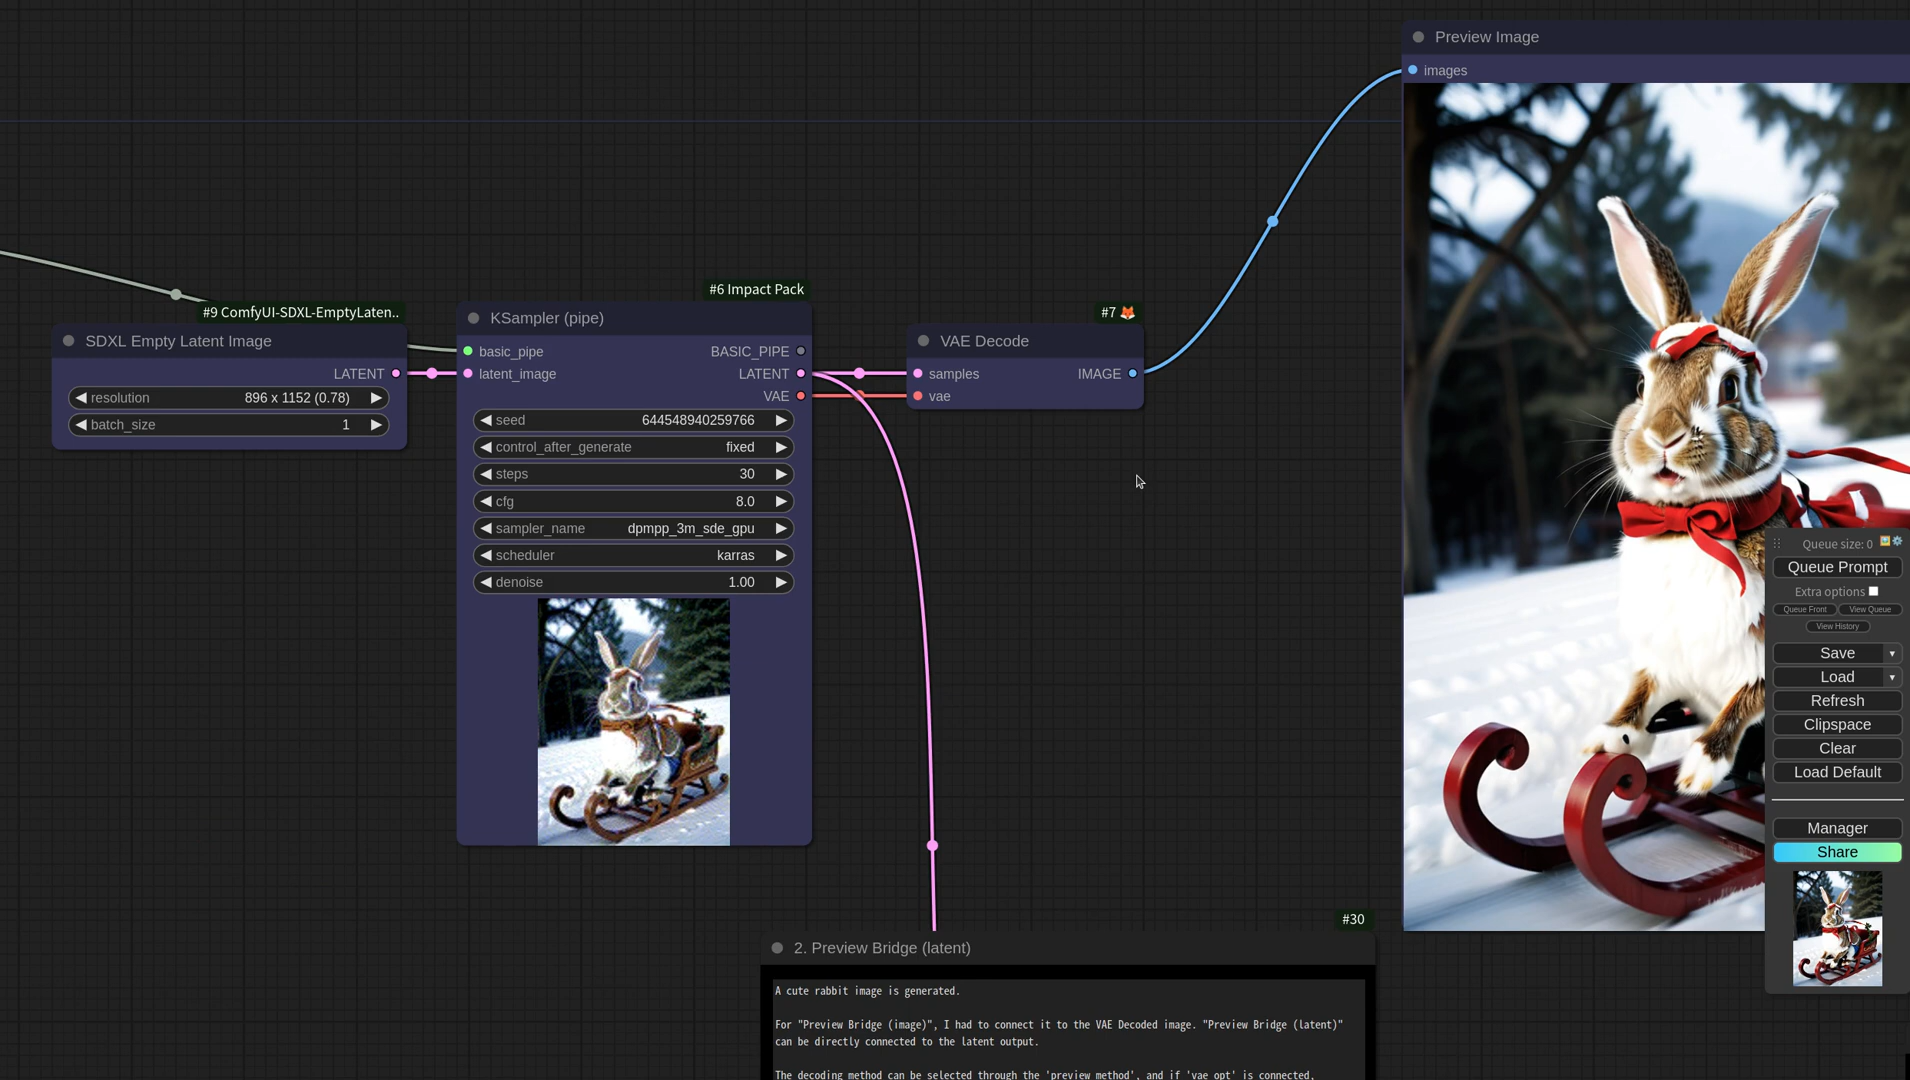 Preview Image
images
#6 Impact Pack
#9 ComfyUI-SDXL-EmptyLaten..
#7
SDXL Empty Latent Image
LATENT
resolution 896 x 1152 (0.78)
batch_size 1
KSampler (pipe)
basic_pipe BASIC_PIPE
latent_image LATENT
VAE
seed 644548940259766
control_after_generate fixed
steps 30
cfg 8.0
sampler_name dpmpp_3m_sde_gpu
scheduler karras
denoise 1.00
VAE Decode
samples IMAGE
vae
Queue size: 0
Queue Prompt
Extra options
Queue Front View Queue
View History
Save
Load
Refresh
Clipspace
Clear
Load Default
Manager
Share
#30
2. Preview Bridge (latent)
A cute rabbit image is generated.
For "Preview Bridge (image)", I had to connect it to the VAE Decoded image. "Preview Bridge (latent)"
can be directly connected to the latent output.
The decoding method can be selected through the 'preview method', and if 'vae opt' is connected,